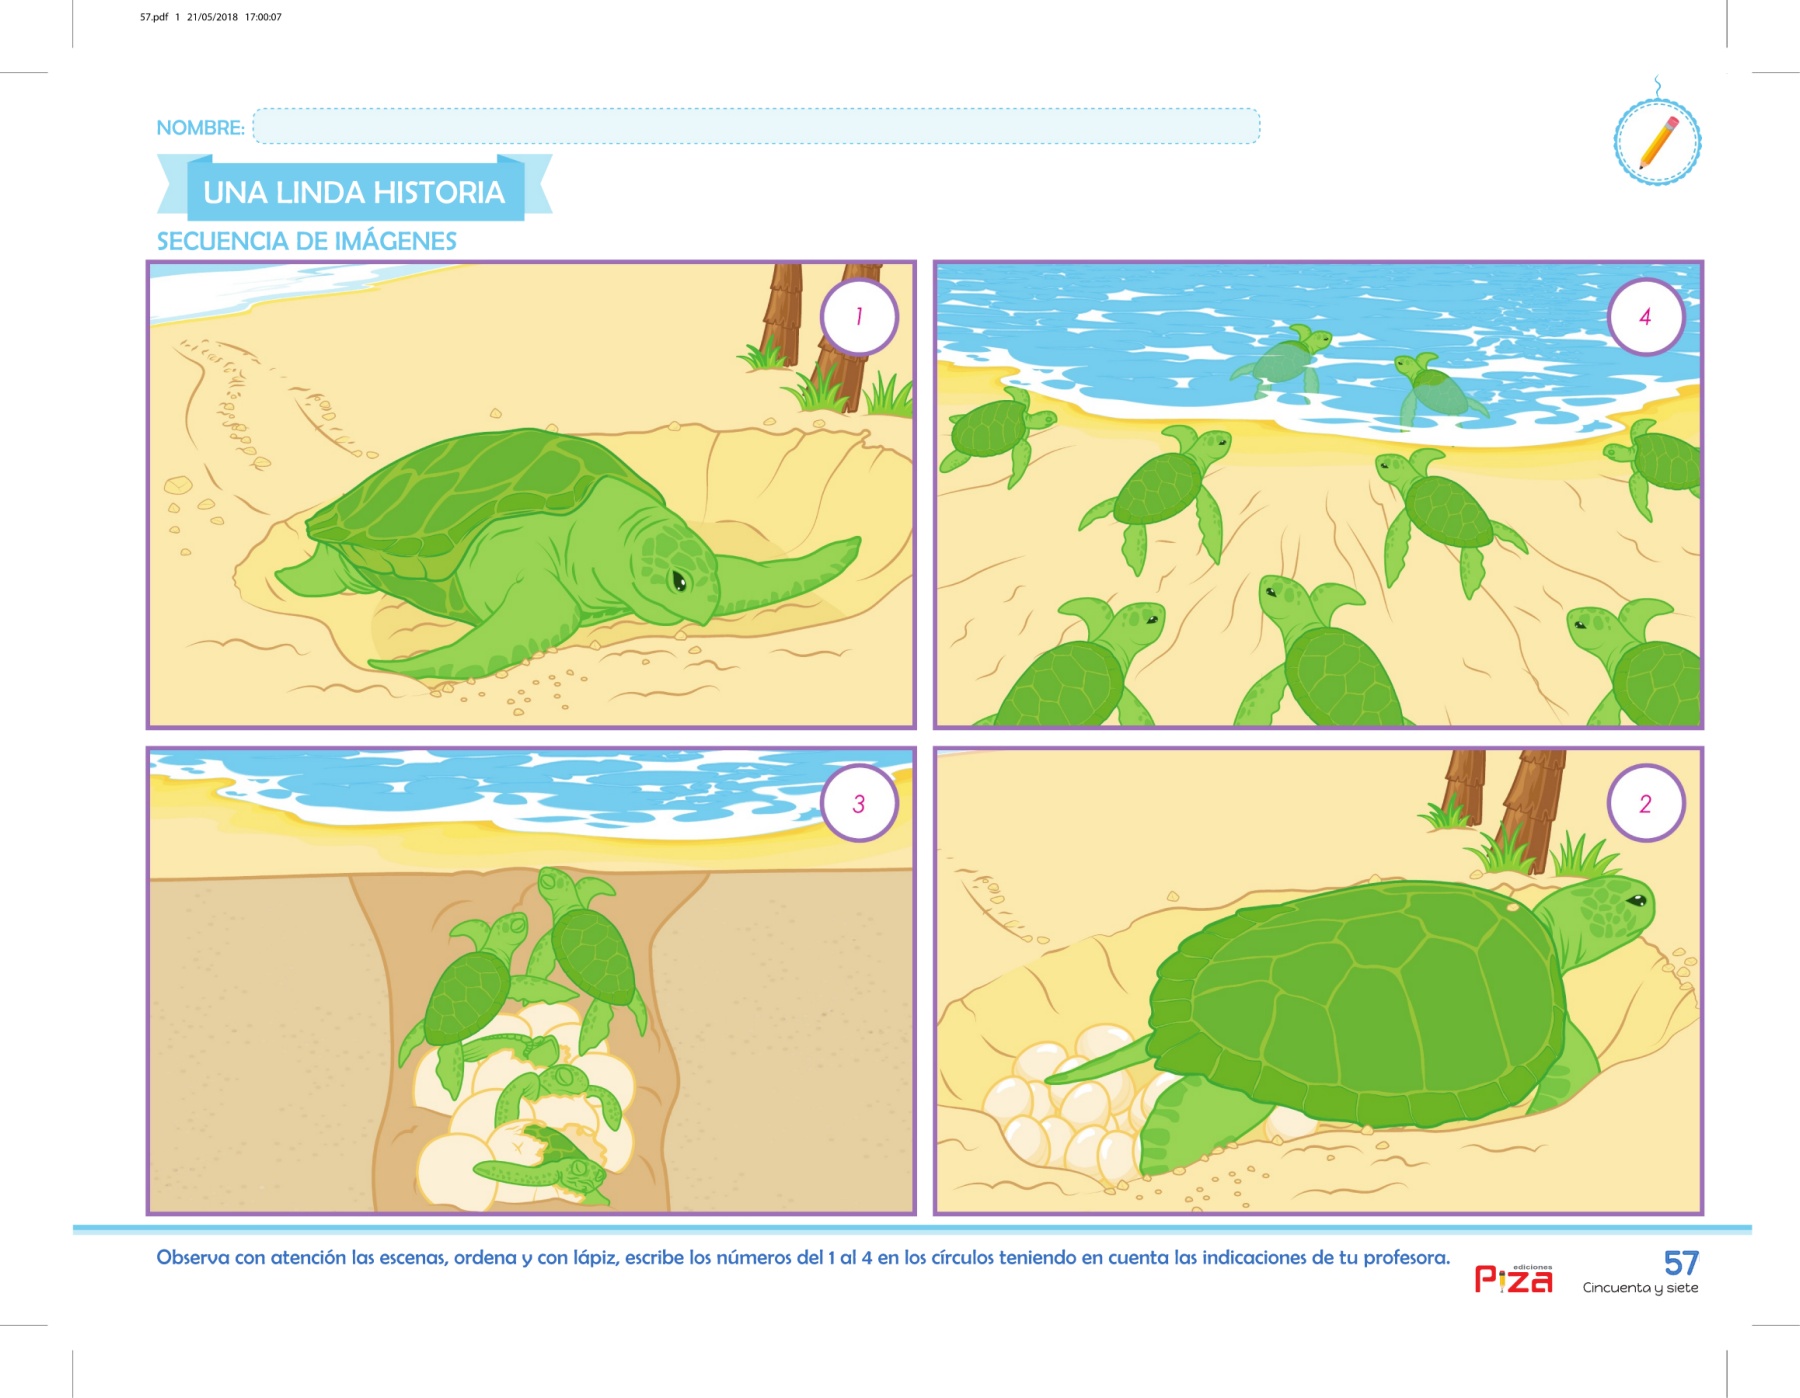 57.pdf 1 21/05/2018 17:00:07
NOMBRE:
UNA LINDA HISTORIA
SECUENCIA DE IMÁGENES
1
4
3
2
Observa con atención las escenas, ordena y con lápiz, escribe los números del 1 al 4 en los círculos teniendo en cuenta las indicaciones de tu profesora.
ediciones
Piza
57
Cincuenta y siete